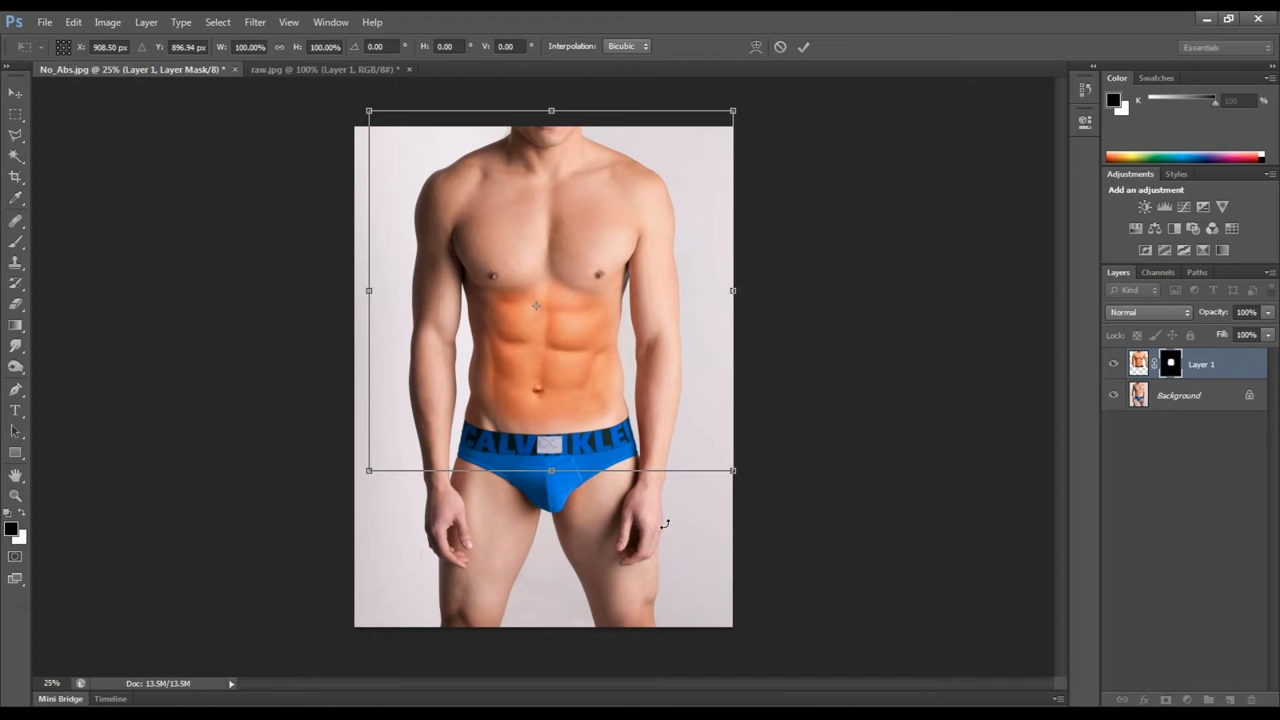 Ps File Edit Image Layer Type Select Filter View Window Help
X: 908.50 px Y: 896.94 px W: 100.00% H: 100.00% 0.00 ° H: 0.00 ° V: 0.00 ° Interpolation: Bicubic Essentials
No_Abs.jpg @ 25% (Layer 1, Layer Mask/8) * × raw.jpg @ 100% (Layer 1, RGB/8#) * ×
Color Swatches
K 100 %
Adjustments Styles
Add an adjustment
Layers Channels Paths
Kind
Normal Opacity: 100%
Lock: Fill: 100%
Layer 1
Background
CALVIN KLEI
25% Doc: 13.5M/13.5M
Mini Bridge Timeline